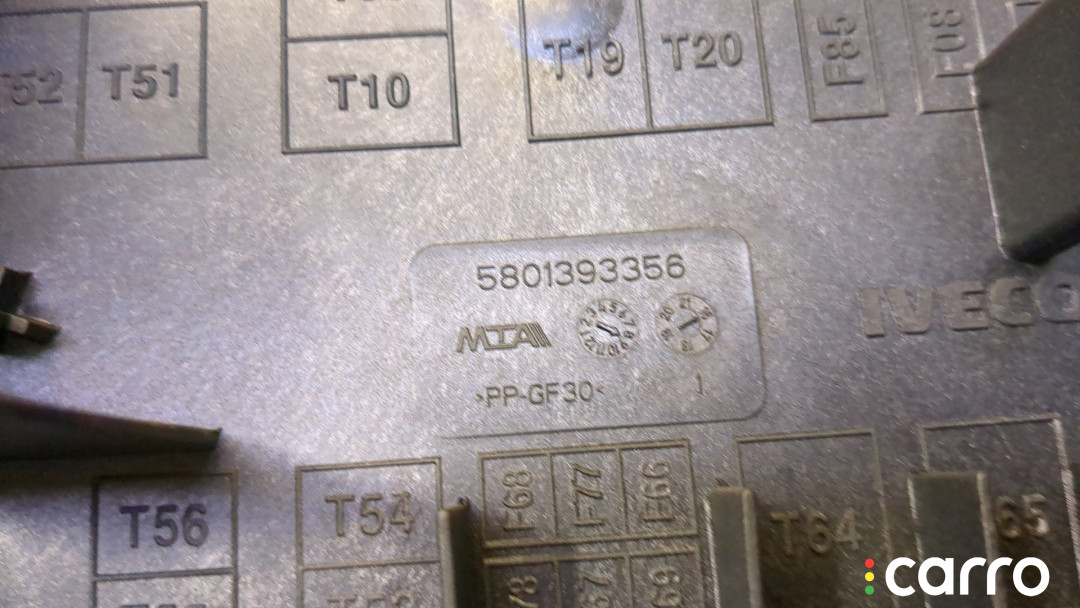 T52
T51
T10
T19
T20
F85
F08
5801393356
MTA
IVECO
>PP-GF30<
1
T56
T54
F68
F77
F66
T64
65
carro